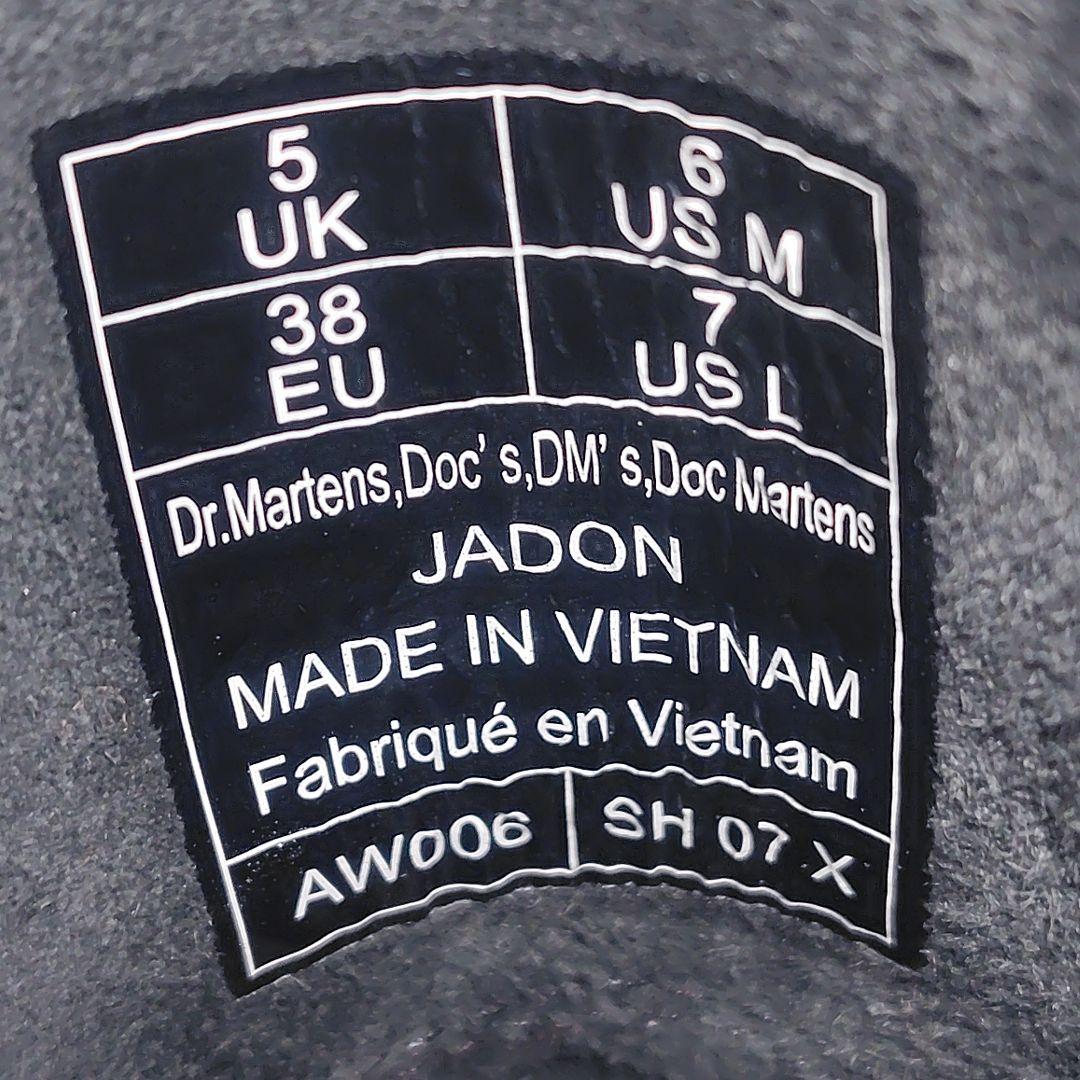 5
UK
6
US M
38
EU
7
US L
Dr.Martens,Doc's,DM's,Doc Martens
JADON
MADE IN VIETNAM
Fabriqué en Vietnam
AW006
SH 07 X